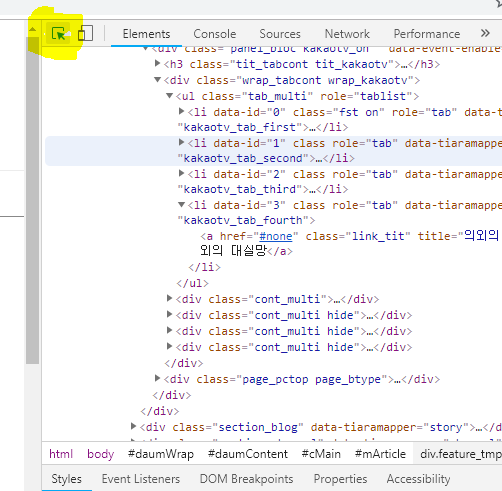 Elements Console Sources Network Performance »
<div class="panel_bloc kakaotv_on" data-event-enable
<h3 class="tit_tabcont tit_kakaotv">…</h3>
<div class="wrap_tabcont wrap_kakaotv">
<ul class="tab_multi" role="tablist">
<li data-id="0" class="fst on" role="tab" data-t
"kakaotv_tab_first">…</li>
<li data-id="1" class role="tab" data-tiaramappe
"kakaotv_tab_second">…</li>
<li data-id="2" class role="tab" data-tiaramappe
"kakaotv_tab_third">…</li>
<li data-id="3" class role="tab" data-tiaramappe
"kakaotv_tab_fourth">
<a href="#none" class="link_tit" title="의외의
외의 대실망</a>
</li>
</ul>
<div class="cont_multi">…</div>
<div class="cont_multi hide">…</div>
<div class="cont_multi hide">…</div>
<div class="cont_multi hide">…</div>
</div>
<div class="page_pctop page_btype">…</div>
</div>
</div>
<div class="section_blog" data-tiaramapper="story">…</d
html body #daumWrap #daumContent #cMain #mArticle div.feature_tmp
Styles Event Listeners DOM Breakpoints Properties Accessibility